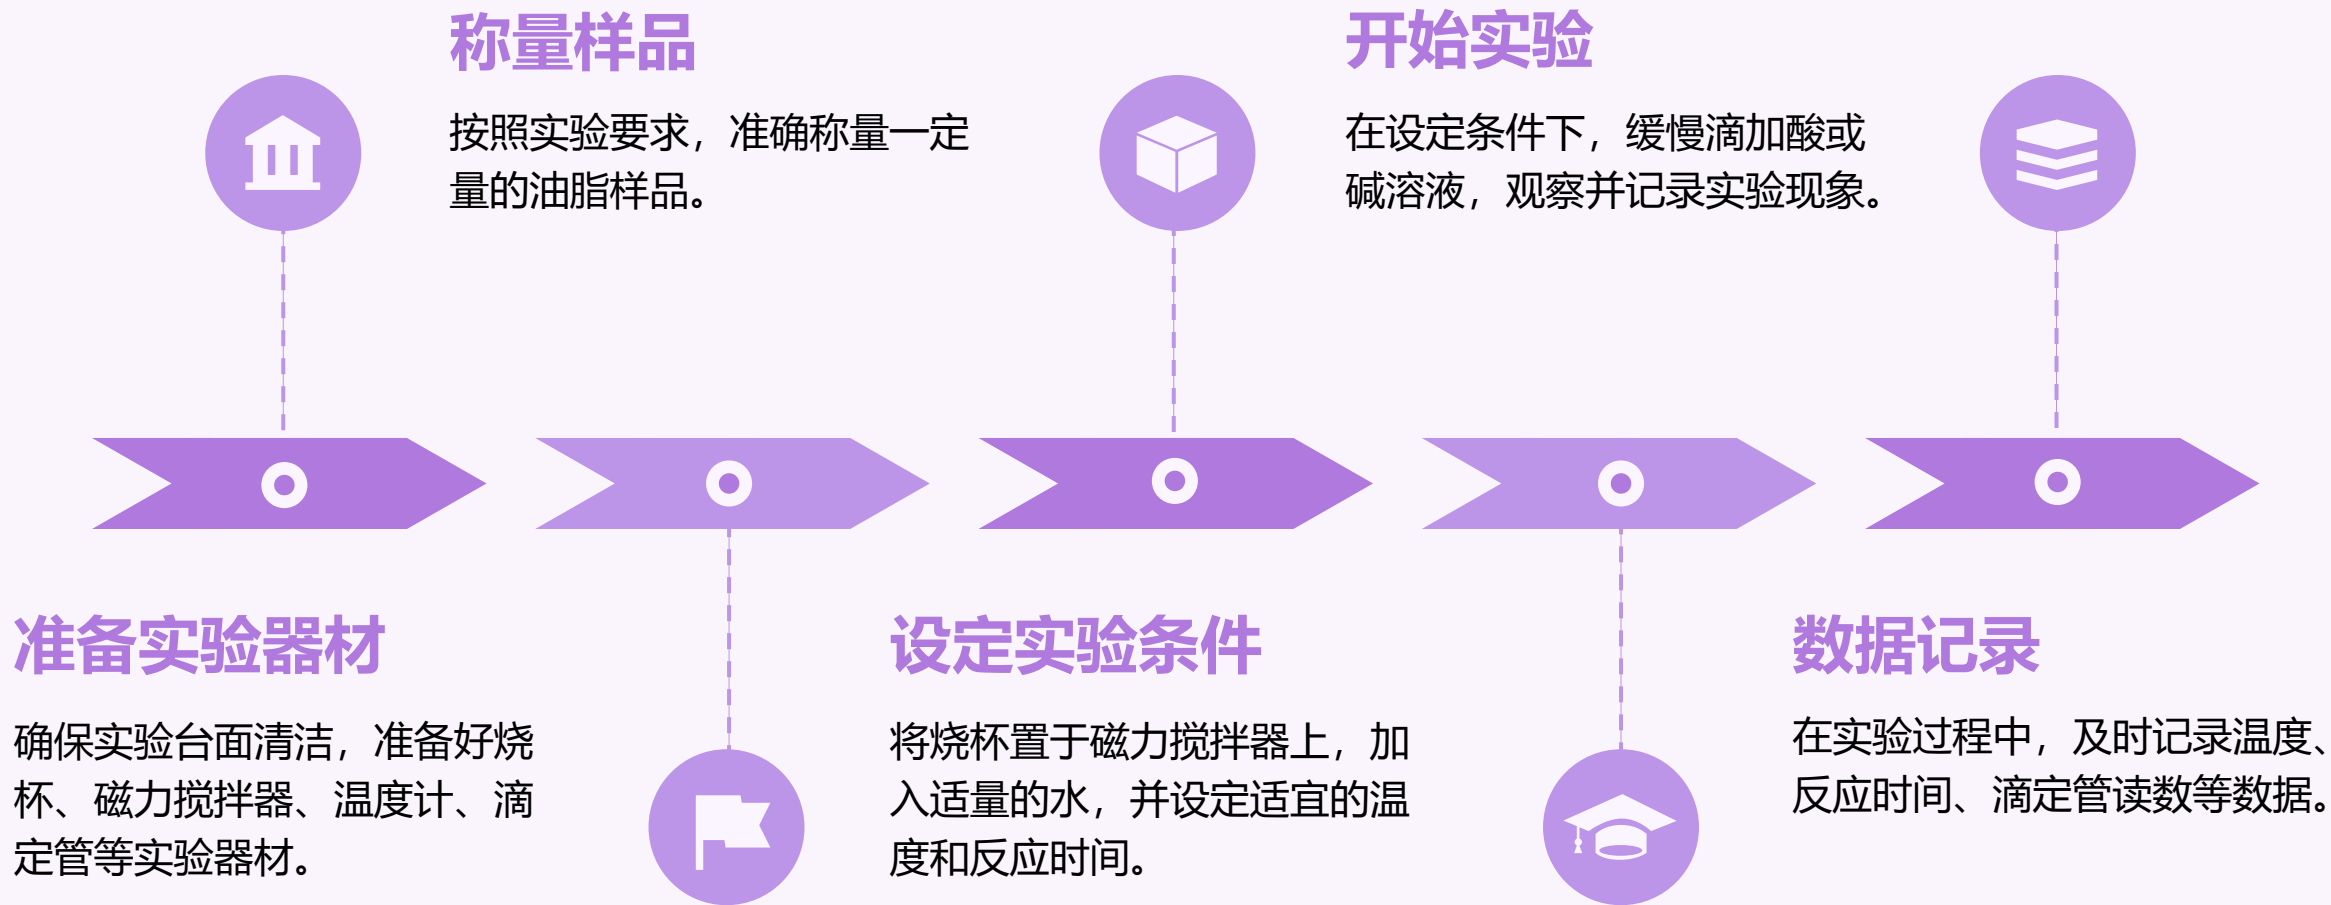 准备实验器材
确保实验台面清洁，准备好烧
杯、磁力搅拌器、温度计、滴
定管等实验器材。
称量样品
按照实验要求，准确称量一定
量的油脂样品。
设定实验条件
将烧杯置于磁力搅拌器上，加
入适量的水，并设定适宜的温
度和反应时间。
开始实验
在设定条件下，缓慢滴加酸或
碱溶液，观察并记录实验现象。
数据记录
在实验过程中，及时记录温度、
反应时间、滴定管读数等数据。